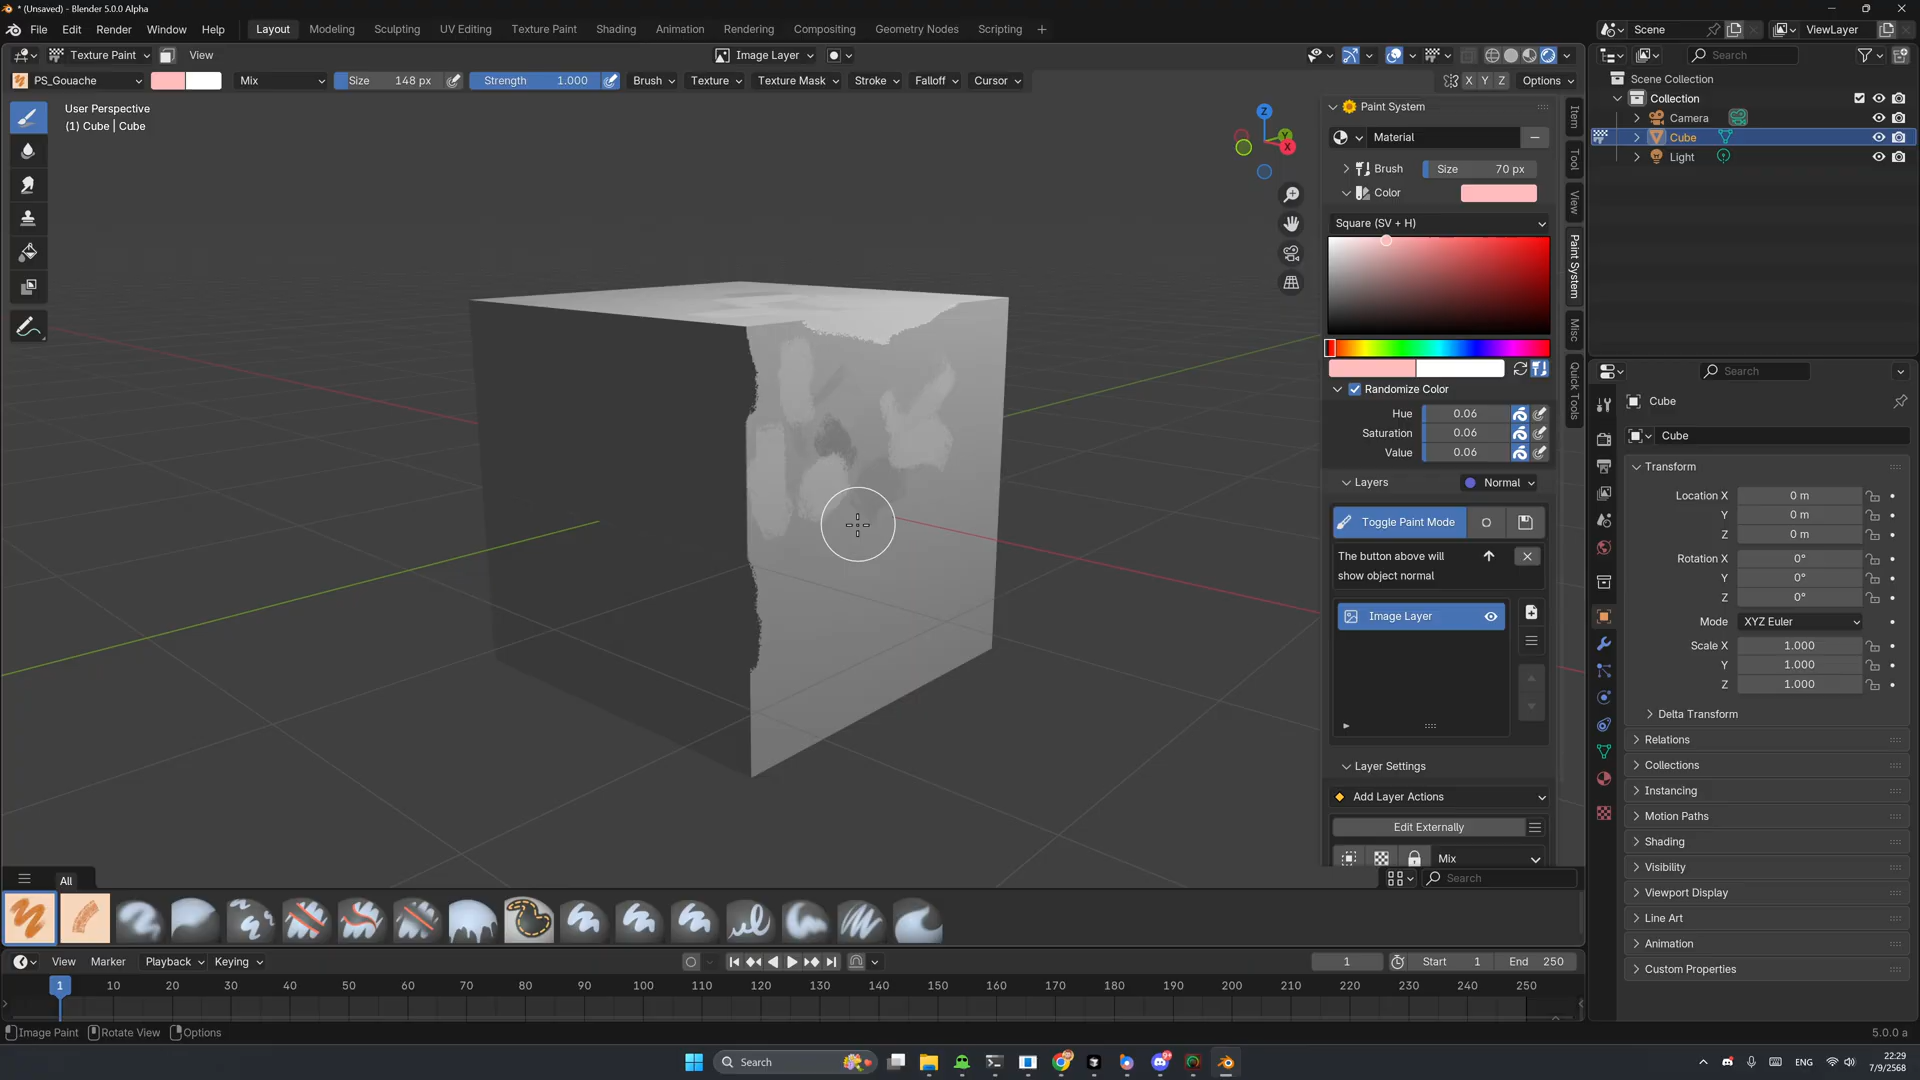 * (Unsaved) - Blender 5.0.0 Alpha
File Edit Render Window Help Layout Modeling Sculpting UV Editing Texture Paint Shading Animation Rendering Compositing Geometry Nodes Scripting
Scene ViewLayer
Texture Paint View Image Layer
Search
PS_Gouache Mix Size 148 px Strength 1.000 Brush Texture Texture Mask Stroke Falloff Cursor X Y Z Options
User Perspective
(1) Cube | Cube
Z
Y
X
Paint System
Material
Brush Size 70 px
Color
Square (SV + H)
Randomize Color
Hue 0.06
Saturation 0.06
Value 0.06
Layers Normal
Toggle Paint Mode
The button above will
show object normal
Image Layer
Layer Settings
Add Layer Actions
Edit Externally
Mix
Search
Item
Tool
View
Paint System
Misc
Quick Tools
Scene Collection
Collection
Camera
Cube
Light
Search
Cube
Cube
Transform
Location X 0 m
Y 0 m
Z 0 m
Rotation X 0°
Y 0°
Z 0°
Mode XYZ Euler
Scale X 1.000
Y 1.000
Z 1.000
Delta Transform
Relations
Collections
Instancing
Motion Paths
Shading
Visibility
Viewport Display
Line Art
Animation
Custom Properties
All
View Marker Playback Keying 1 Start 1 End 250
1 10 20 30 40 50 60 70 80 90 100 110 120 130 140 150 160 170 180 190 200 210 220 230 240 250
Image Paint Rotate View Options 5.0.0 a
Search
ENG
22:29
7/9/2568